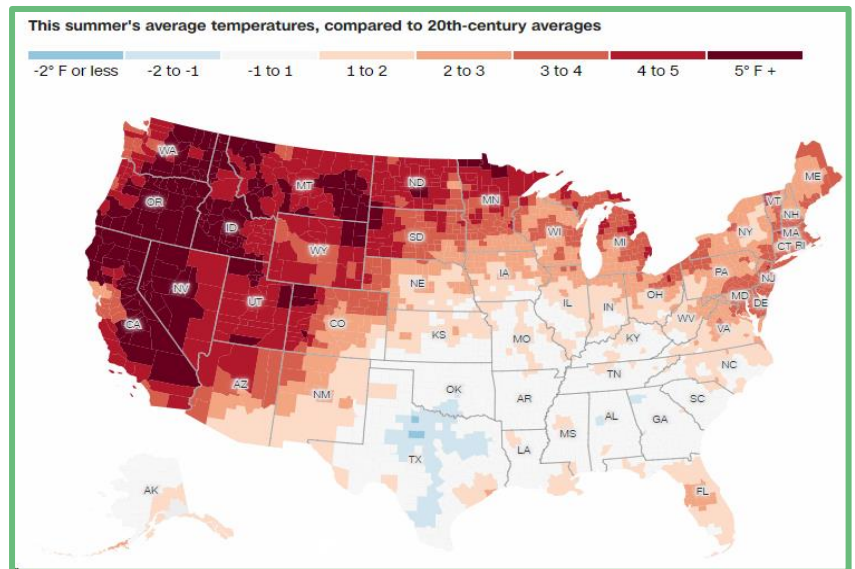 This summer's average temperatures, compared to 20th-century averages
-2° F or less -2 to -1 -1 to 1 1 to 2 2 to 3 3 to 4 4 to 5 5° F +
WA
MT ND ME
OR MN VT
ID NH
WI NY MA
SD MI CT RI
WY
IA PA NJ
NE OH MD DE
NV IL IN
UT WV
CA CO VA
KS MO KY
NC
TN
AZ OK
NM AR SC
MS AL GA
TX LA
AK FL